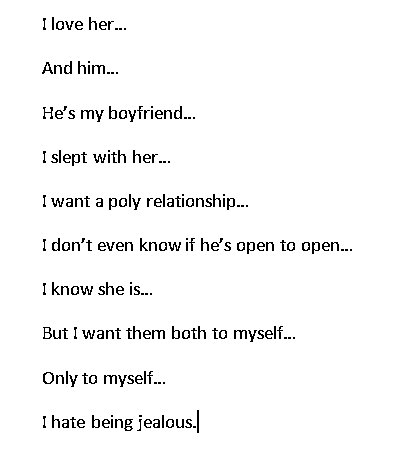 I love her...
And him...
He's my boyfriend...
I slept with her...
I want a poly relationship...
I don't even know if he's open to open...
I know she is...
But I want them both to myself...
Only to myself...
I hate being jealous.